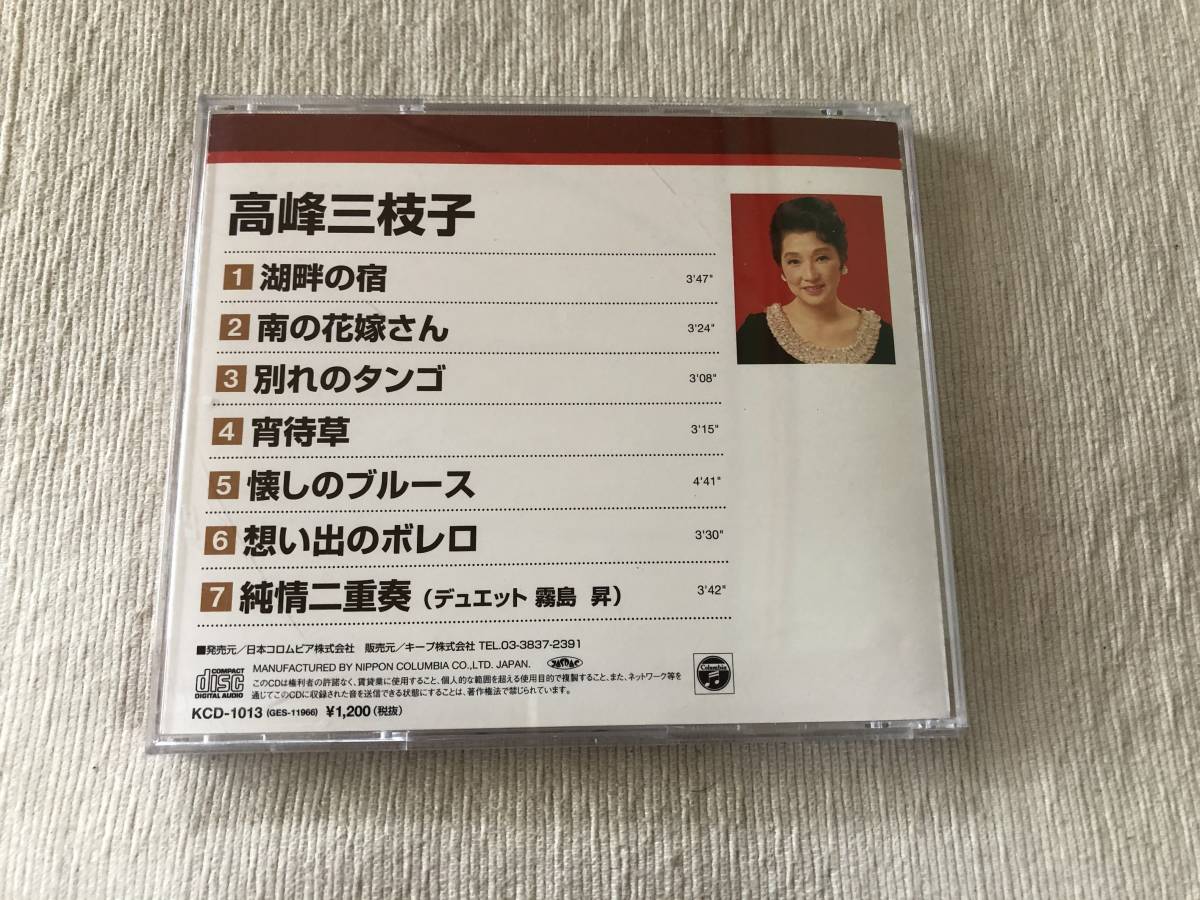 高峰三枝子
1 湖畔の宿 3'47"
2 南の花嫁さん 3'24"
3 別れのタンゴ 3'08"
4 宵待草 3'15"
5 懐しのブルース 4'41"
6 想い出のボレロ 3'30"
7 純情二重奏（デュエット 霧島 昇） 3'42"
■発売元／日本コロムビア株式会社 販売元／キープ株式会社 TEL.03-3837-2391
MANUFACTURED BY NIPPON COLUMBIA CO.,LTD. JAPAN.
COMPACT disc DIGITAL AUDIO
このCDは権利者の許諾なく、賃貸業に使用すること、個人的な範囲を超える使用目的で複製すること、また、ネットワーク等を
通じてこのCDに収録された音を送信できる状態にすることは、著作権法で禁じられています。
Columbia
KCD-1013 (GES-11966) ¥1,200（税抜）